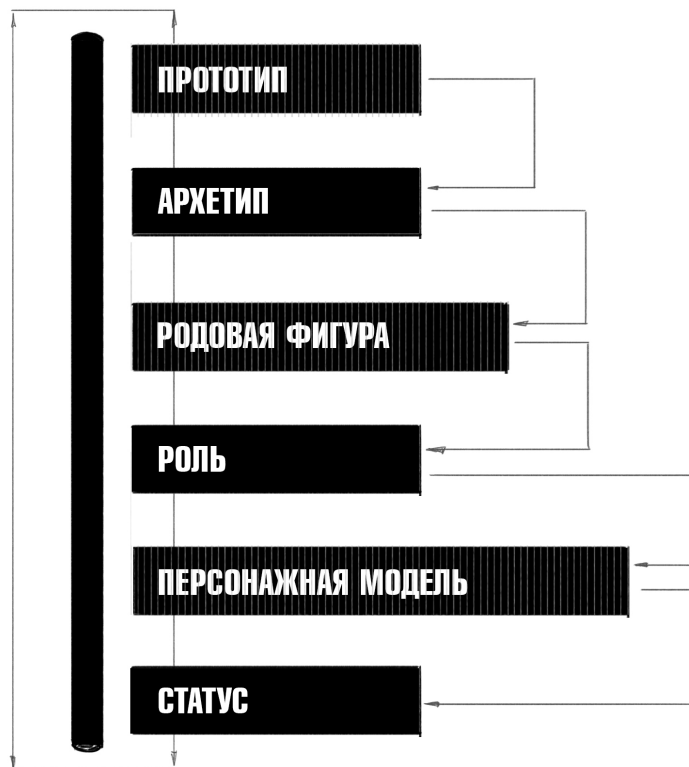 ПРОТОТИП
АРХЕТИП
РОДОВАЯ ФИГУРА
РОЛЬ
ПЕРСОНАЖНАЯ МОДЕЛЬ
СТАТУС